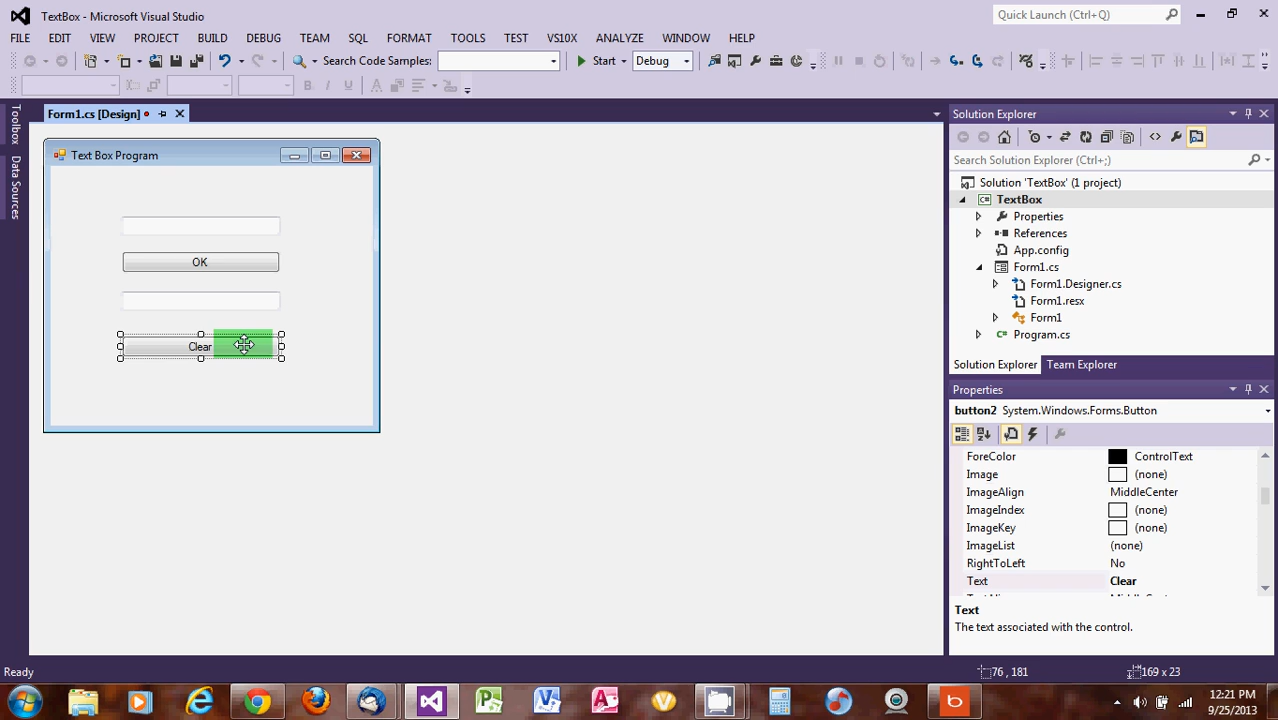 TextBox - Microsoft Visual Studio
Quick Launch (Ctrl+Q)
FILE EDIT VIEW PROJECT BUILD DEBUG TEAM SQL FORMAT TOOLS TEST VS10X ANALYZE WINDOW HELP
Search Code Samples: Start Debug
Form1.cs [Design]
Toolbox
Data Sources
Text Box Program
OK
Clear
Solution Explorer
Search Solution Explorer (Ctrl+;)
Solution 'TextBox' (1 project)
TextBox
Properties
References
App.config
Form1.cs
Form1.Designer.cs
Form1.resx
Form1
Program.cs
Solution Explorer Team Explorer
Properties
button2 System.Windows.Forms.Button
ForeColor ControlText
Image (none)
ImageAlign MiddleCenter
ImageIndex (none)
ImageKey (none)
ImageList (none)
RightToLeft No
Text Clear
Text
The text associated with the control.
Ready
76 , 181
169 x 23
12:21 PM
9/25/2013